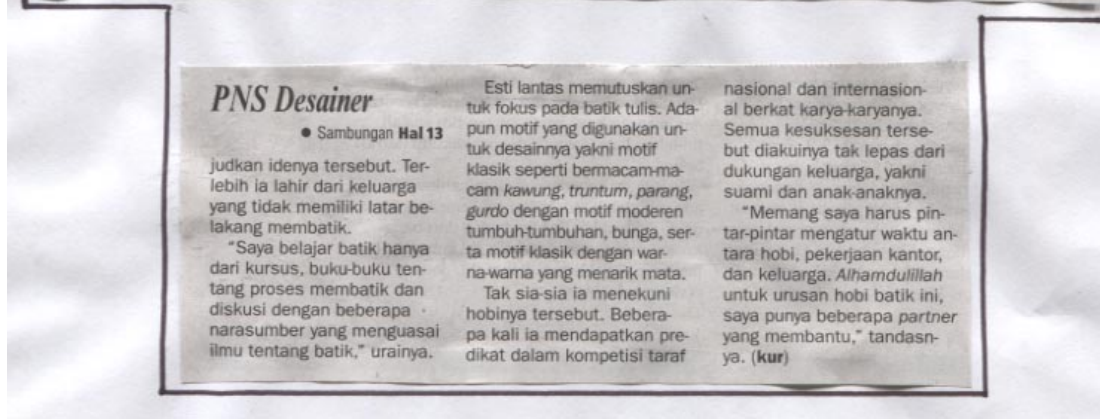 PNS Desainer
● Sambungan Hal 13
judkan idenya tersebut. Ter-
lebih ia lahir dari keluarga
yang tidak memiliki latar be-
lakang membatik.
"Saya belajar batik hanya
dari kursus, buku-buku ten-
tang proses membatik dan
diskusi dengan beberapa
narasumber yang menguasai
ilmu tentang batik," urainya.
Esti lantas memutuskan un-
tuk fokus pada batik tulis. Ada-
pun motif yang digunakan un-
tuk desainnya yakni motif
klasik seperti bermacam-ma-
cam kawung, truntum, parang,
gurdo dengan motif moderen
tumbuh-tumbuhan, bunga, ser-
ta motif klasik dengan war-
na-warna yang menarik mata.
Tak sia-sia ia menekuni
hobinya tersebut. Bebera-
pa kali ia mendapatkan pre-
dikat dalam kompetisi taraf
nasional dan internasion-
al berkat karya-karyanya.
Semua kesuksesan terse-
but diakuinya tak lepas dari
dukungan keluarga, yakni
suami dan anak-anaknya.
"Memang saya harus pin-
tar-pintar mengatur waktu an-
tara hobi, pekerjaan kantor,
dan keluarga. Alhamdulillah
untuk urusan hobi batik ini,
saya punya beberapa partner
yang membantu," tandasn-
ya. (kur)